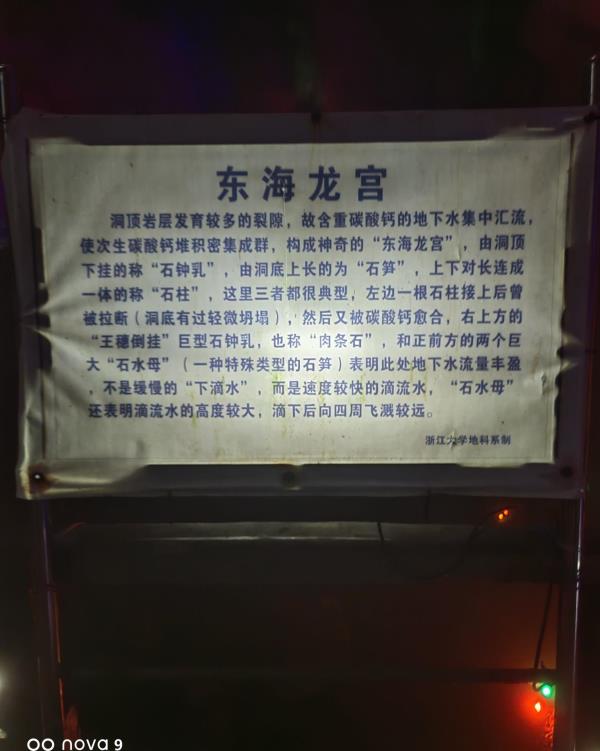 东海龙宫
洞顶岩层发育较多的裂隙，故含重碳酸钙的地下水集中汇流，
使次生碳酸钙堆积密集成群，构成神奇的“东海龙宫”，由洞顶
下挂的称“石钟乳”，由洞底上长的为“石笋”，上下对长连成
一体的称“石柱”，这里三者都很典型，左边一根石柱接上后曾
被拉断（洞底有过轻微坍塌），然后又被碳酸钙愈合，右上方的
“玉穗倒挂”巨型石钟乳，也称“肉条石”，和正前方的两个巨
大“石水母”（一种特殊类型的石笋）表明此处地下水流量丰盈
，不是缓慢的“下滴水”，而是速度较快的滴流水，“石水母”
还表明滴流水的高度较大，滴下后向四周飞溅较远。
浙江大学地科系制
nova 9